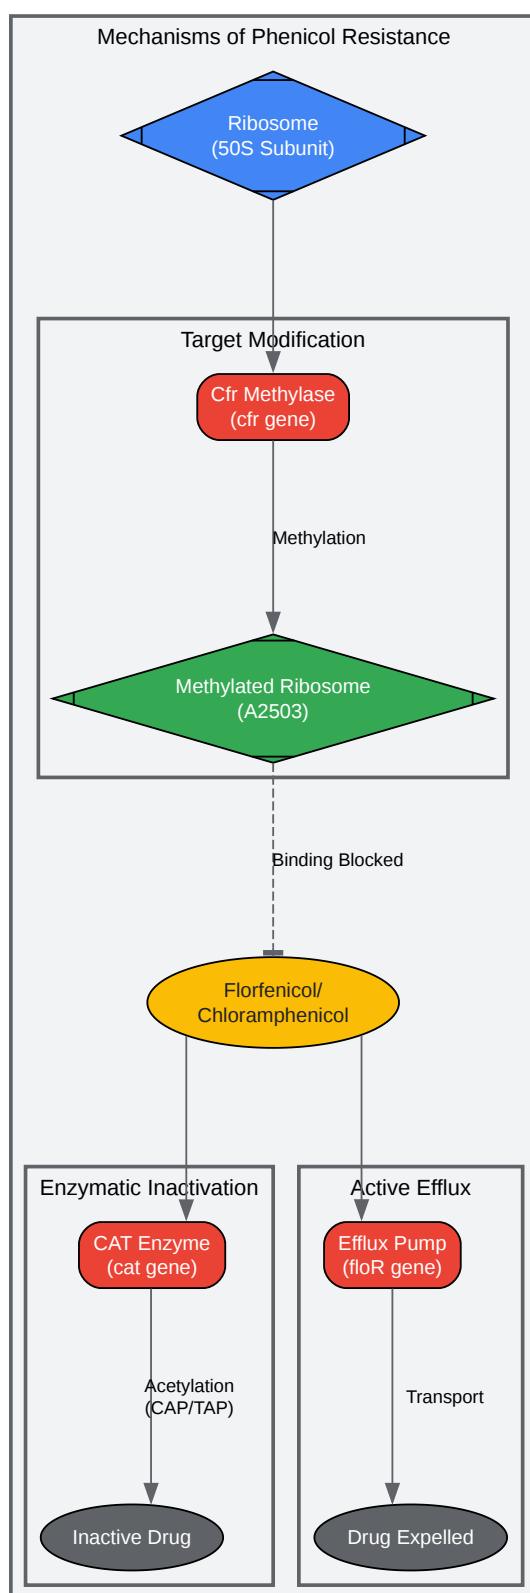 Mechanisms of Phenicol Resistance
Ribosome
(50S Subunit)
Target Modification
Cfr Methylase
(cfr gene)
Methylation
Methylated Ribosome
(A2503)
Binding Blocked
Florfenicol/
Chloramphenicol
Enzymatic Inactivation
CAT Enzyme
(cat gene)
Acetylation
(CAP/TAP)
Inactive Drug
Active Efflux
Efflux Pump
(floR gene)
Transport
Drug Expelled